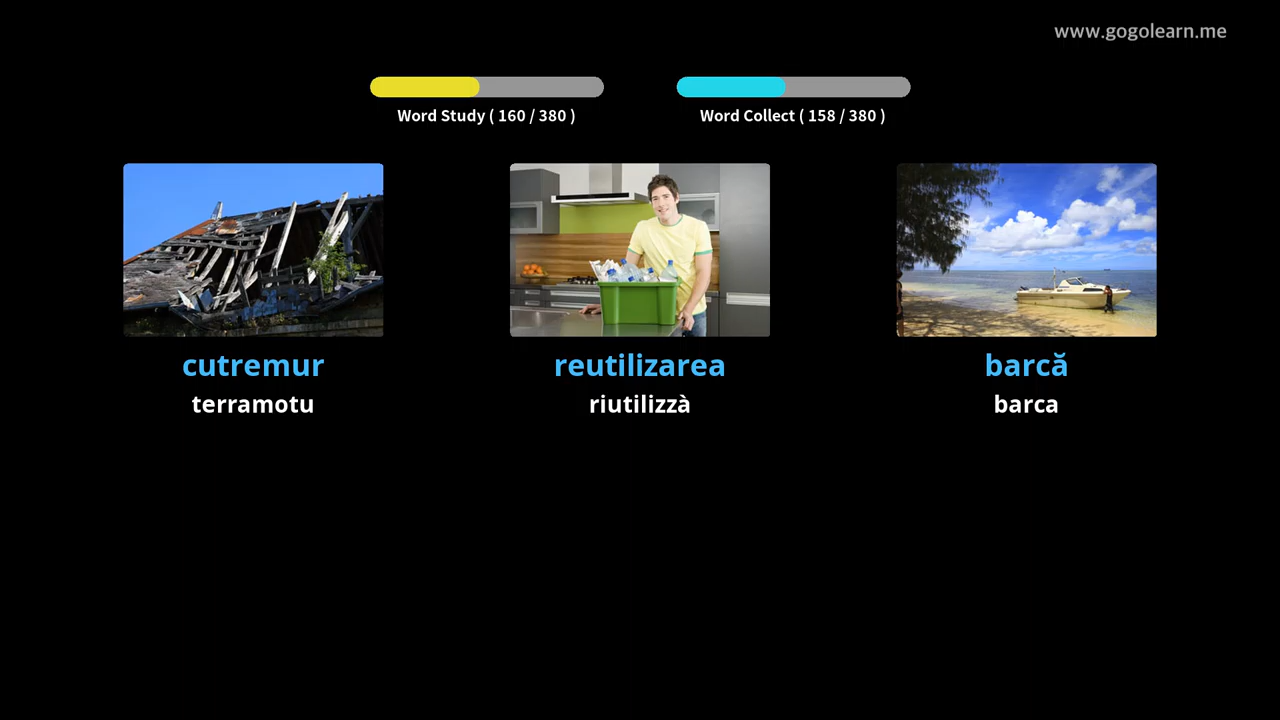 www.gogolearn.me
Word Study ( 160 / 380 )
Word Collect ( 158 / 380 )
cutremur
terramotu
reutilizarea
riutilizzà
barcă
barca